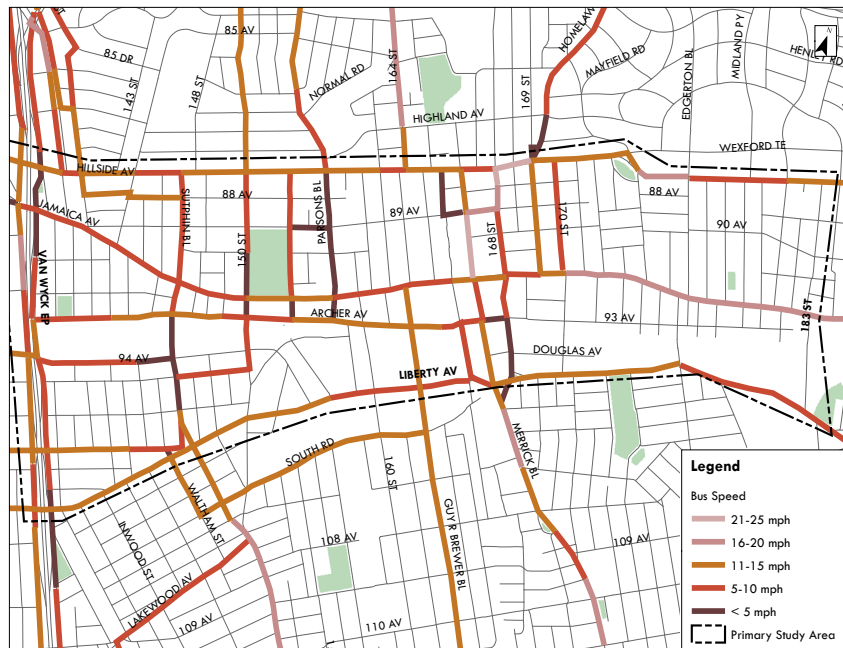 ST
85 AV
85 DR
143 ST
148 ST
NORMAL RD
164 ST
HIGHLAND AV
169 ST
HOMELAW
MAYFIELD RD
EDGERTON BL
MIDLAND PY
HENLEY RD
N
WEXFORD TE
HILLSIDE AV
88 AV
88 AV
JAMAICA AV
SUTPHIN BL
150 ST
PARSONS BL
89 AV
168 ST
170 ST
90 AV
VAN WYCK EP
ARCHER AV
93 AV
183 ST
94 AV
LIBERTY AV
DOUGLAS AV
SOUTH RD
160 ST
MERRICK BL
WALTHAM ST
INWOOD ST
GUY R BREWER BL
108 AV
109 AV
LAKEWOOD AV
109 AV
110 AV
Legend
Bus Speed
21-25 mph
16-20 mph
11-15 mph
5-10 mph
< 5 mph
Primary Study Area